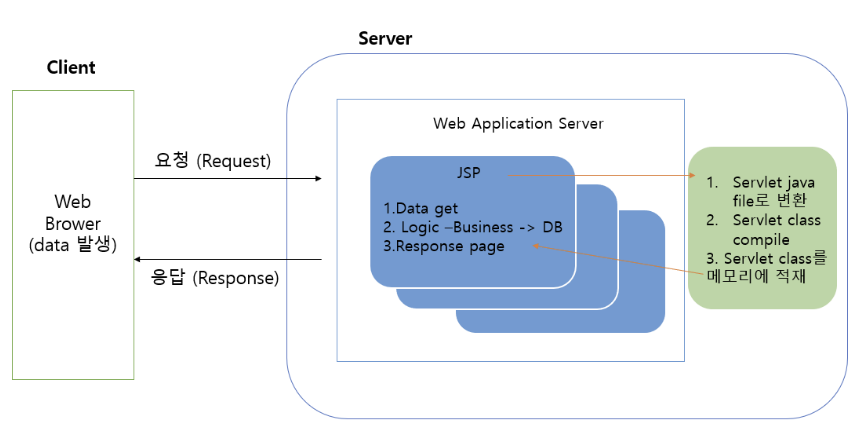 Server
Client
Web Application Server
요청 (Request)
JSP
1. Servlet java
file로 변환
2. Servlet class
compile
3. Servlet class를
메모리에 적재
Web
Brower
(data 발생)
1.Data get
2. Logic –Business -> DB
3.Response page
응답 (Response)